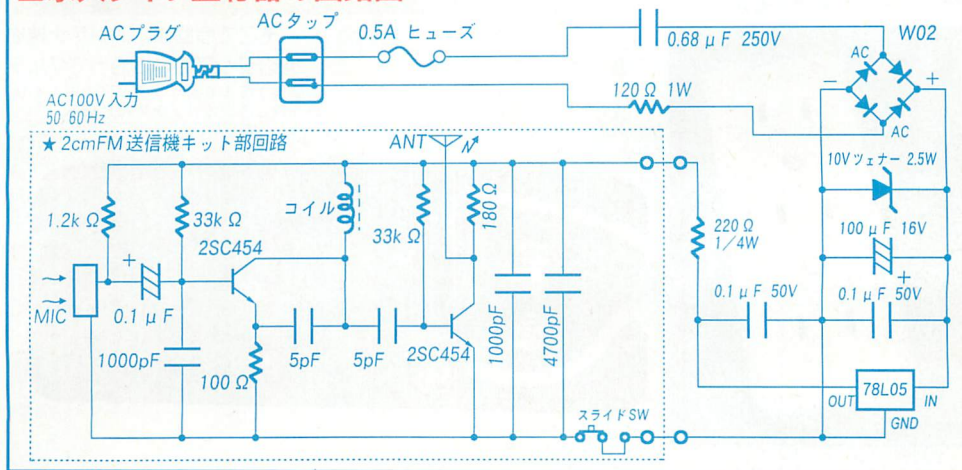 ACプラグ
ACタップ
0.5A ヒューズ
0.68μF 250V
W02
AC
−
+
AC
AC100V入力
50 60Hz
120Ω 1W
★2cmFM送信機キット部回路
ANT
10Vツェナー 2.5W
1.2kΩ
33kΩ
コイル
33kΩ
180Ω
220Ω
1/4W
100μF 16V
+
2SC454
+
MIC
0.1μF
0.1μF 50V
0.1μF 50V
1000pF
5pF
5pF
2SC454
1000pF
4700pF
100Ω
78L05
OUT
IN
GND
スライドSW